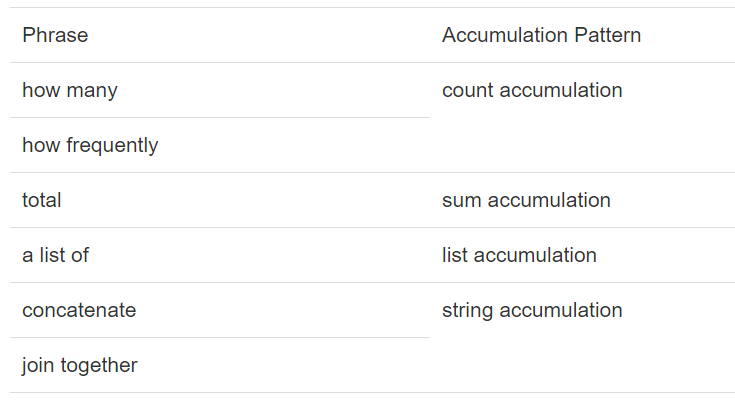 Phrase Accumulation Pattern
how many count accumulation
how frequently
total sum accumulation
a list of list accumulation
concatenate string accumulation
join together